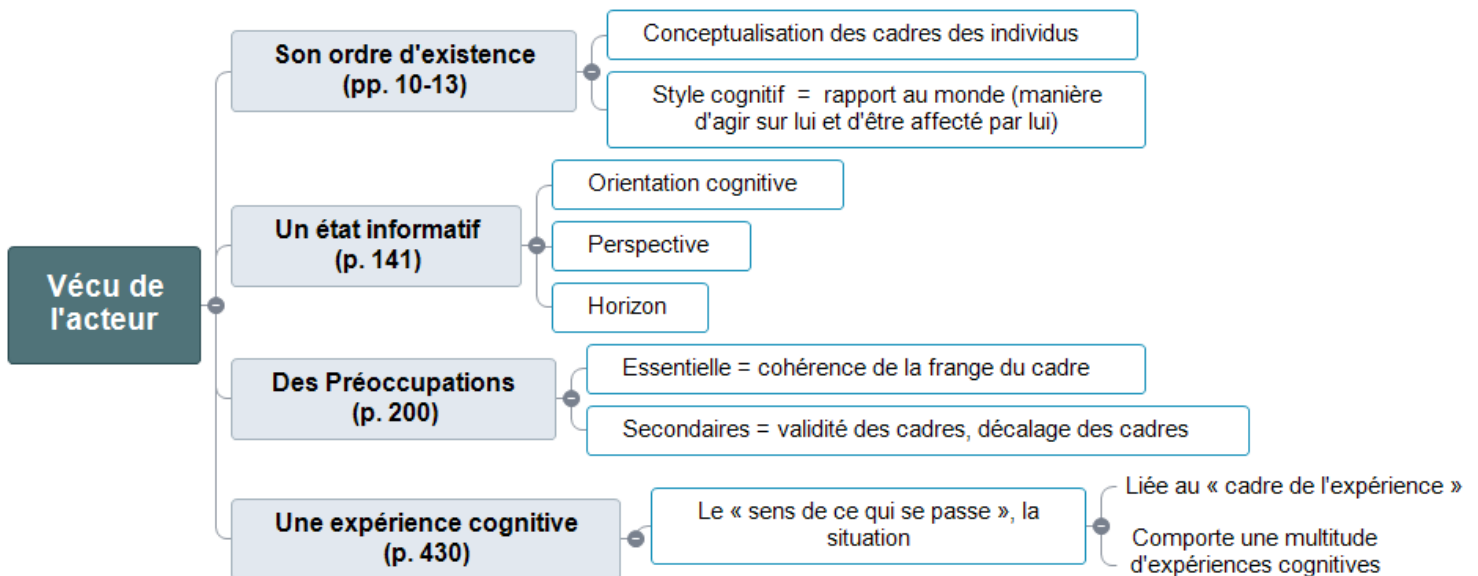 Vécu de
l'acteur
Son ordre d'existence
(pp. 10-13)
Conceptualisation des cadres des individus
Style cognitif = rapport au monde (manière
d'agir sur lui et d'être affecté par lui)
Un état informatif
(p. 141)
Orientation cognitive
Perspective
Horizon
Des Préoccupations
(p. 200)
Essentielle = cohérence de la frange du cadre
Secondaires = validité des cadres, décalage des cadres
Une expérience cognitive
(p. 430)
Le « sens de ce qui se passe », la
situation
Liée au « cadre de l'expérience »
Comporte une multitude
d'expériences cognitives